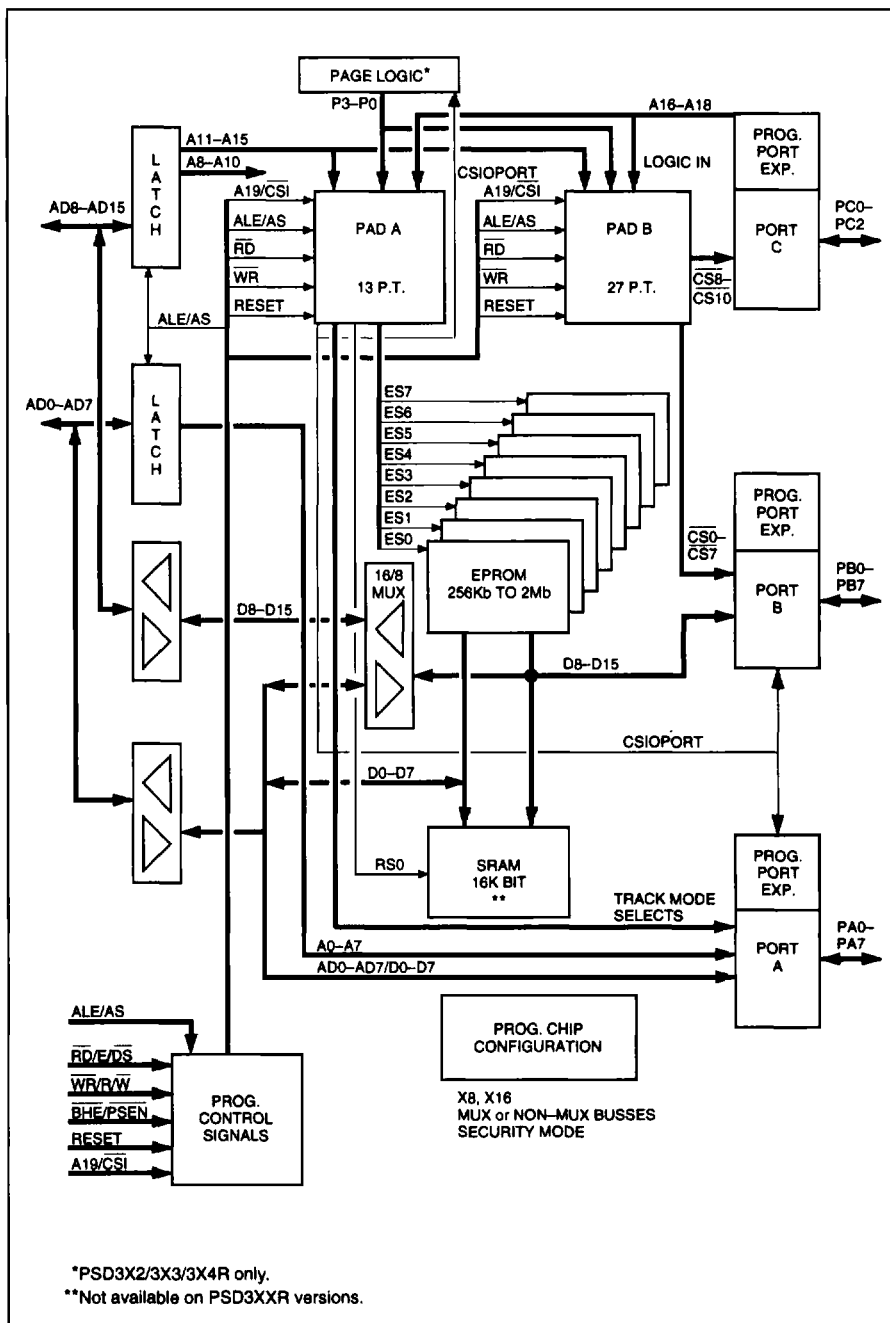 PAGE LOGIC*
P3–P0
A16–A18
A11–A15
A8–A10
LATCH
AD8–AD15
CSIOPORT
LOGIC IN
PROG.
PORT
EXP.
A19/CSI
ALE/AS
RD
WR
RESET
PAD A
13 P.T.
A19/CSI
ALE/AS
RD
WR
RESET
PAD B
27 P.T.
PORT
C
PC0–
PC2
CS8–
CS10
ALE/AS
AD0–AD7
LATCH
ES7
ES6
ES5
ES4
ES3
ES2
ES1
ES0
EPROM
256Kb TO 2Mb
16/8
MUX
D8–D15
D8–D15
CS0–
CS7
PROG.
PORT
EXP.
PORT
B
PB0–
PB7
CSIOPORT
D0–D7
RS0
SRAM
16K BIT
**
TRACK MODE
SELECTS
PROG.
PORT
EXP.
PORT
A
PA0–
PA7
A0–A7
AD0–AD7/D0–D7
ALE/AS
RD/E/DS
WR/R/W
BHE/PSEN
RESET
A19/CSI
PROG.
CONTROL
SIGNALS
PROG. CHIP
CONFIGURATION
X8, X16
MUX or NON–MUX BUSSES
SECURITY MODE
*PSD3X2/3X3/3X4R only.
**Not available on PSD3XXR versions.